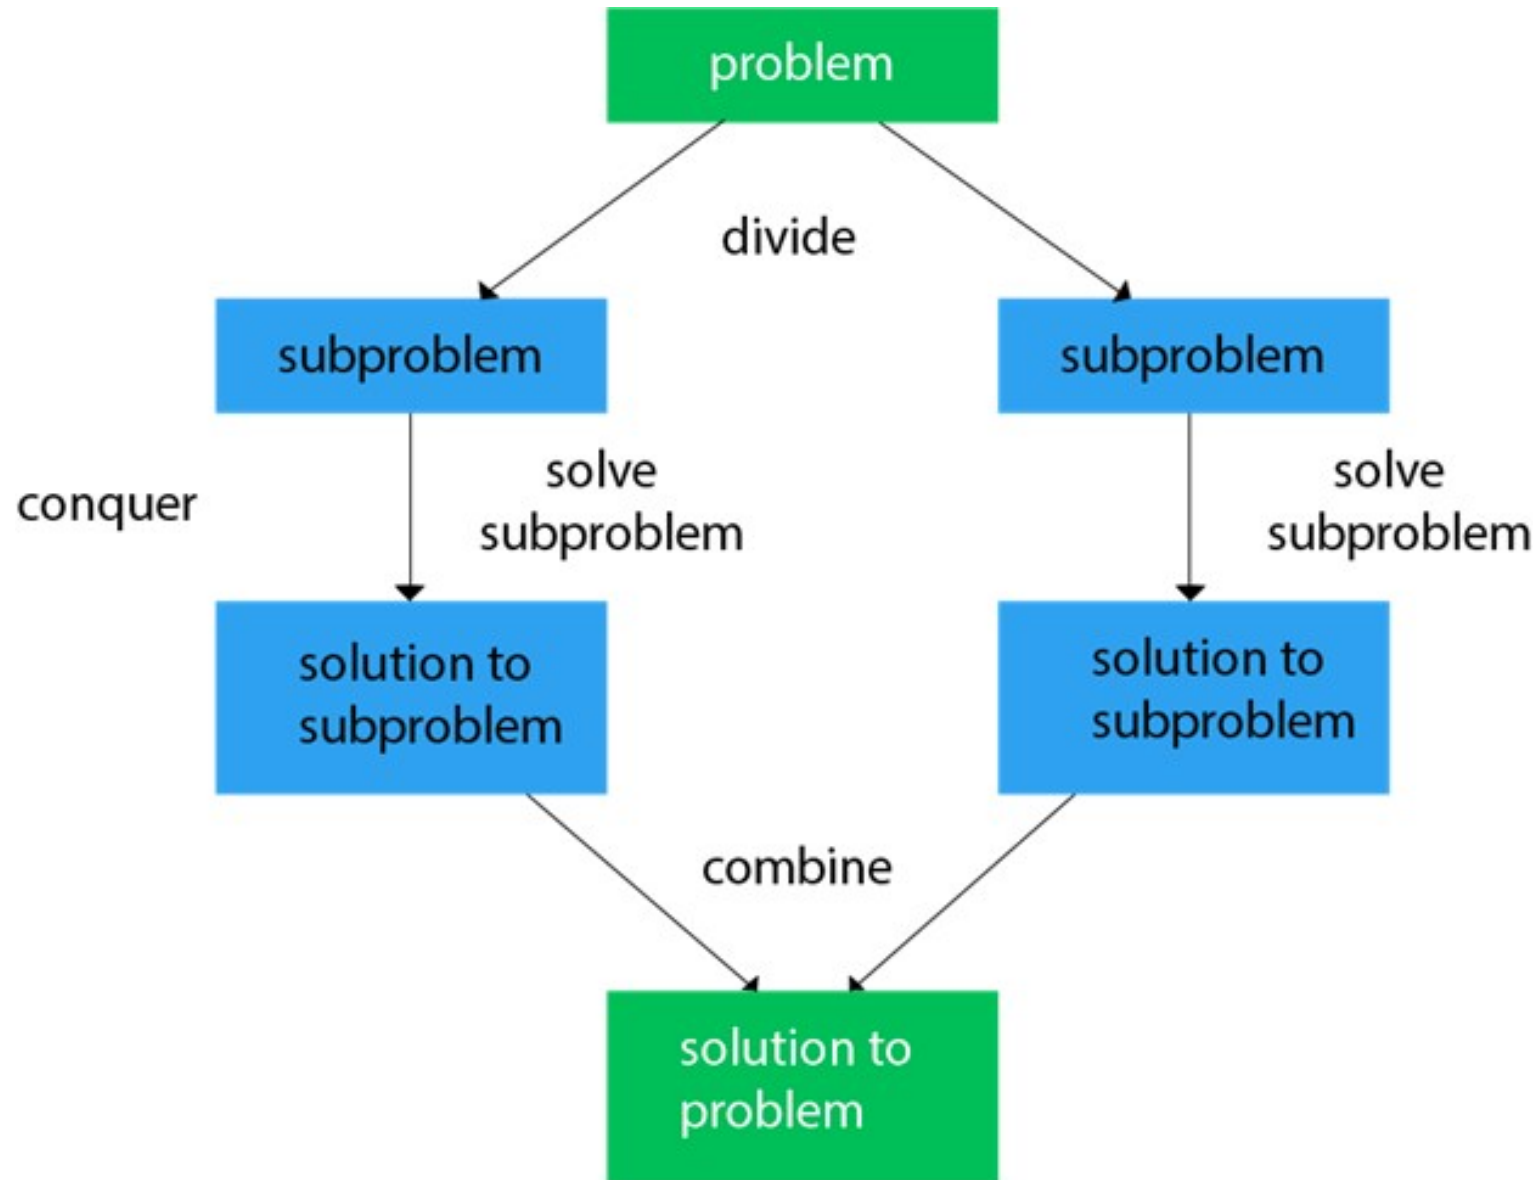 problem
divide
subproblem
subproblem
conquer
solve
subproblem
solve
subproblem
solution to
subproblem
solution to
subproblem
combine
solution to
problem